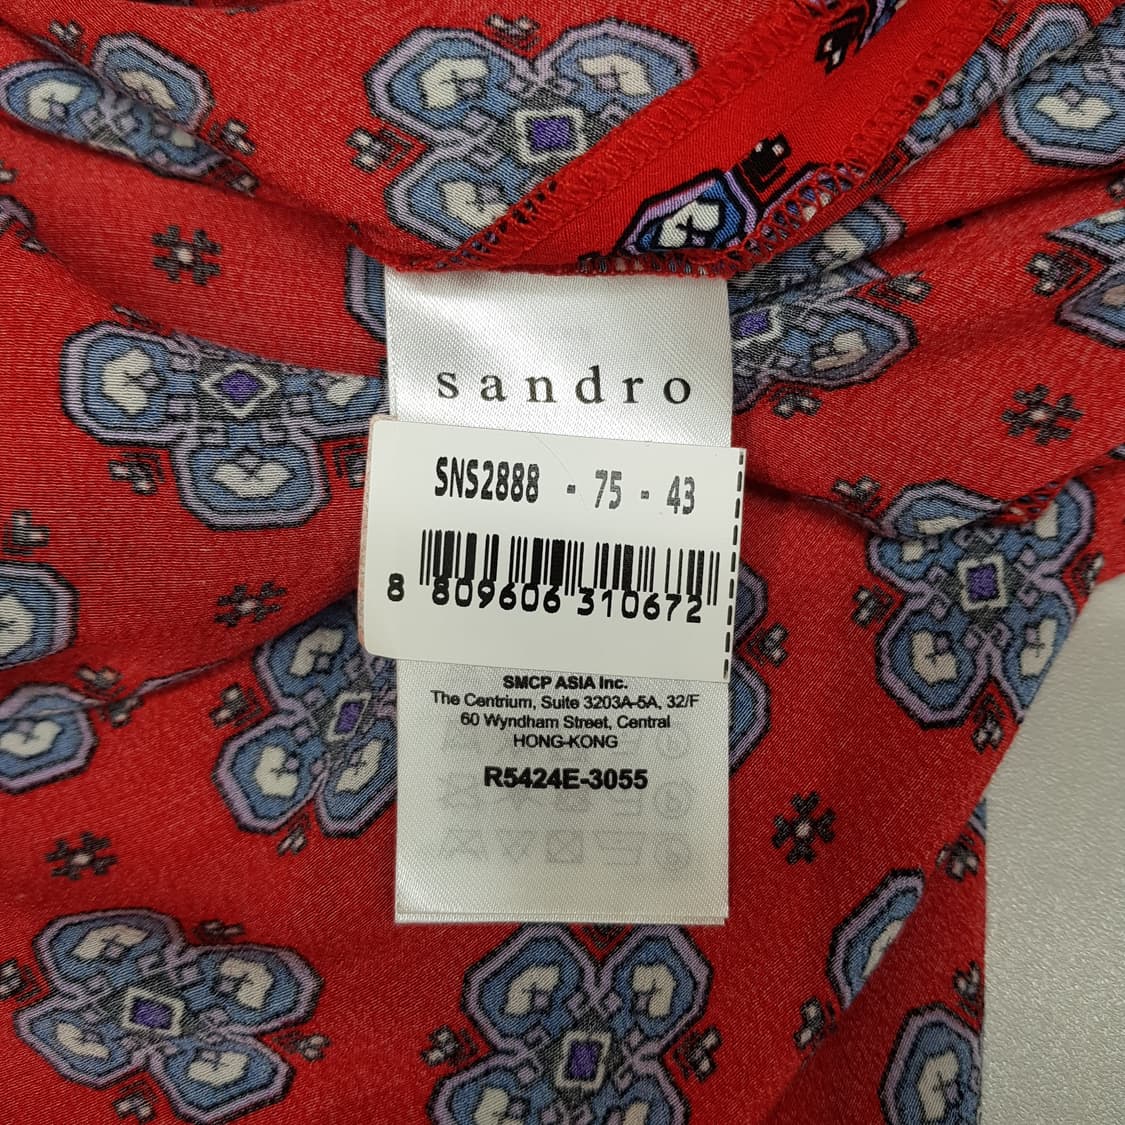 sandro
SNS2888 - 75 - 43
8 809606 310672
SMCP ASIA Inc.
The Centrium, Suite 3203A-5A, 32/F
60 Wyndham Street, Central
HONG-KONG
R5424E-3055